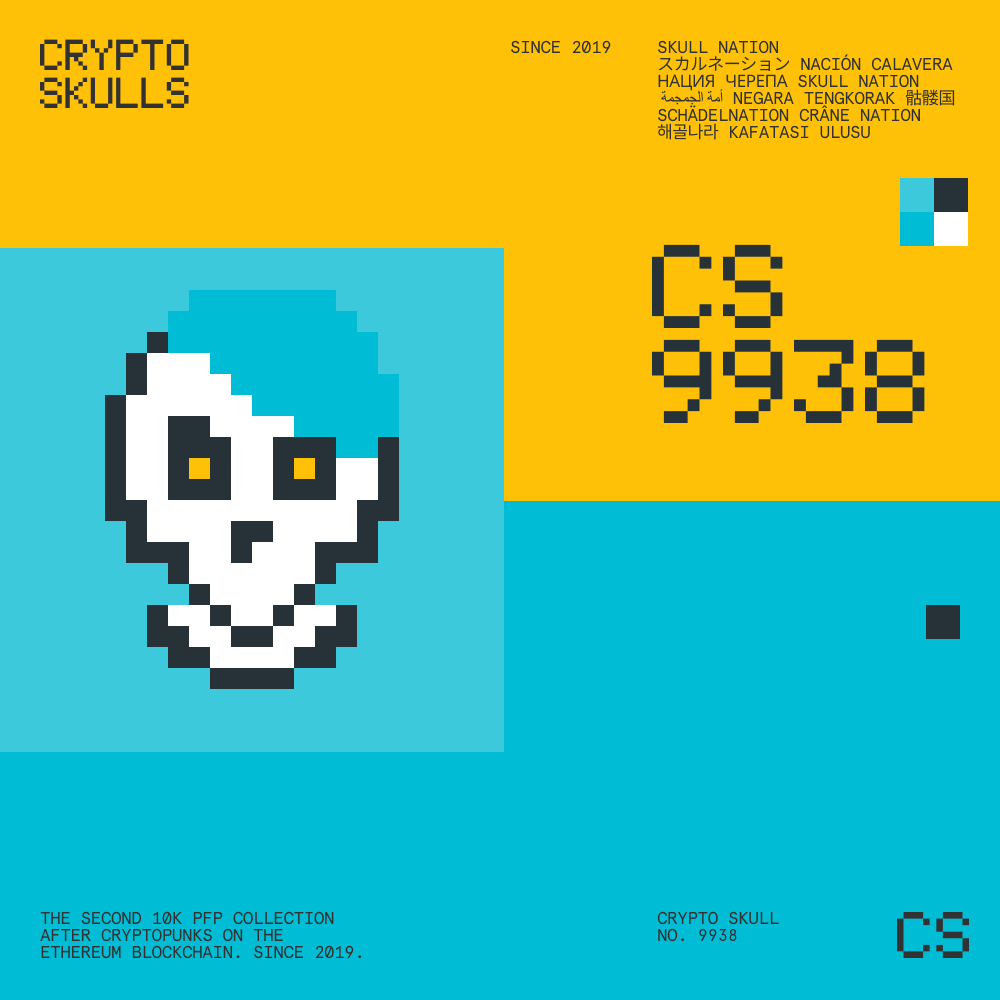 CRYPTO
SKULLS
SINCE 2019
SKULL NATION
スカルネーション NACIÓN CALAVERA
НАЦИЯ ЧЕРЕПА SKULL NATION
أمة الجمجمة NEGARA TENGKORAK 骷髅国
SCHÄDELNATION CRÂNE NATION
해골나라 KAFATASI ULUSU
CS
9938
THE SECOND 10K PFP COLLECTION
AFTER CRYPTOPUNKS ON THE
ETHEREUM BLOCKCHAIN. SINCE 2019.
CRYPTO SKULL
NO. 9938
CS